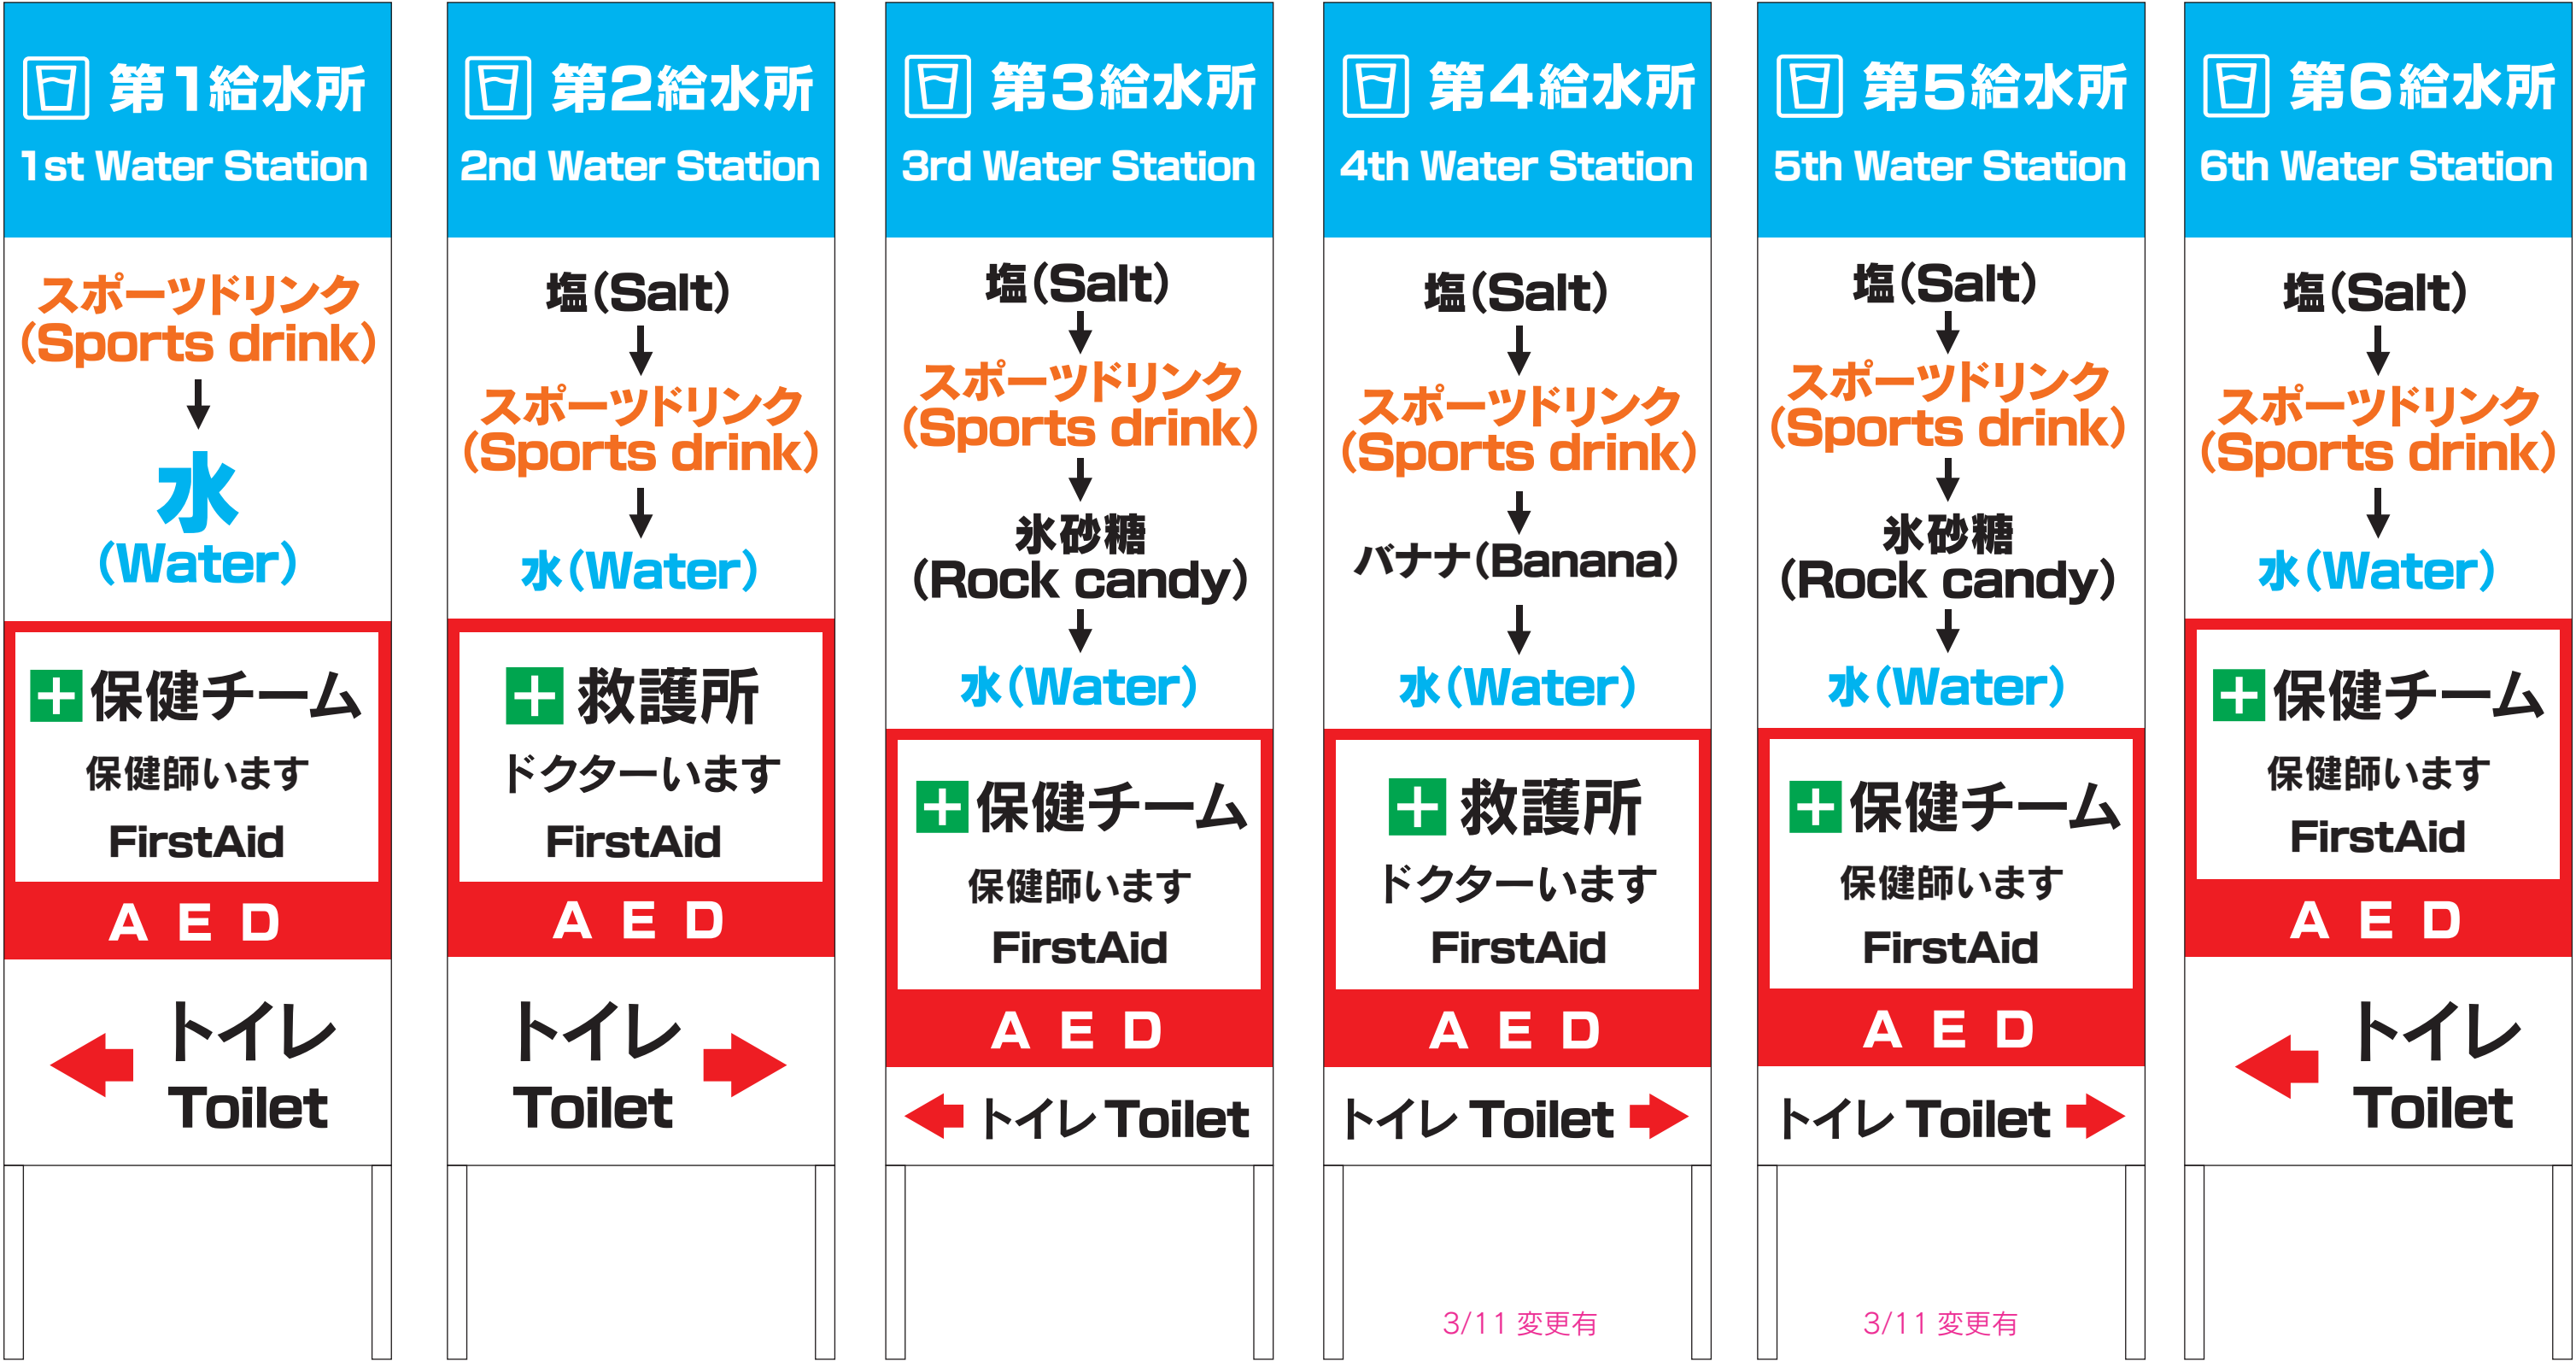 第1給水所
1st Water Station
スポーツドリンク
(Sports drink)
水
(Water)
保健チーム
保健師います
FirstAid
A E D
トイレ
Toilet
第2給水所
2nd Water Station
塩(Salt)
スポーツドリンク
(Sports drink)
水(Water)
救護所
ドクターいます
FirstAid
A E D
トイレ
Toilet
第3給水所
3rd Water Station
塩(Salt)
スポーツドリンク
(Sports drink)
氷砂糖
(Rock candy)
水(Water)
保健チーム
保健師います
FirstAid
A E D
トイレ Toilet
第4給水所
4th Water Station
塩(Salt)
スポーツドリンク
(Sports drink)
バナナ(Banana)
水(Water)
救護所
ドクターいます
FirstAid
A E D
トイレ Toilet
3/11 変更有
第5給水所
5th Water Station
塩(Salt)
スポーツドリンク
(Sports drink)
氷砂糖
(Rock candy)
水(Water)
保健チーム
保健師います
FirstAid
A E D
トイレ Toilet
3/11 変更有
第6給水所
6th Water Station
塩(Salt)
スポーツドリンク
(Sports drink)
水(Water)
保健チーム
保健師います
FirstAid
A E D
トイレ
Toilet